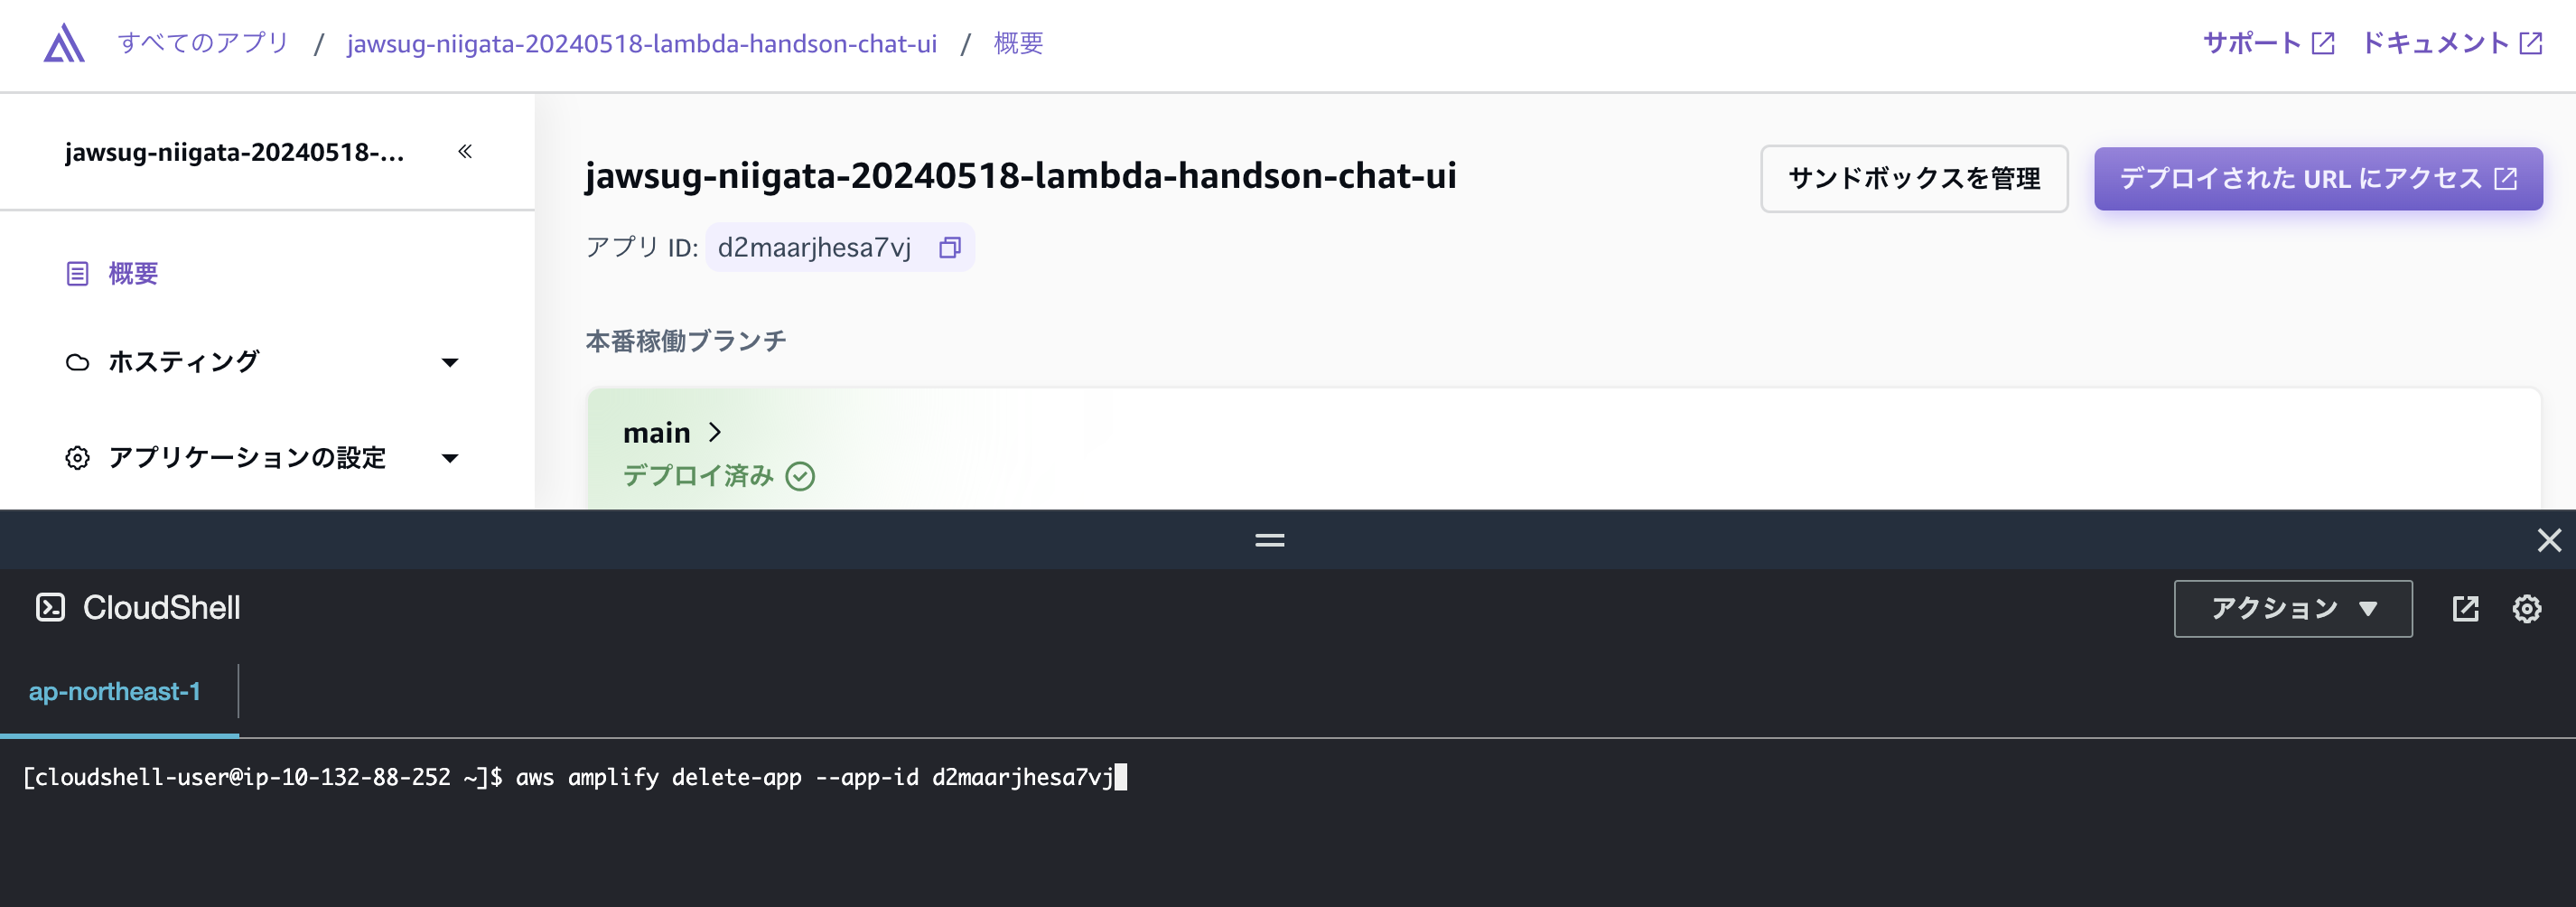 すべてのアプリ / jawsug-niigata-20240518-lambda-handson-chat-ui / 概要
サポート ドキュメント
jawsug-niigata-20240518-... «
概要
ホスティング
アプリケーションの設定
jawsug-niigata-20240518-lambda-handson-chat-ui
サンドボックスを管理
デプロイされた URL にアクセス
アプリ ID: d2maarjhesa7vj
本番稼働ブランチ
main
デプロイ済み
CloudShell
アクション
ap-northeast-1
[cloudshell-user@ip-10-132-88-252 ~]$ aws amplify delete-app --app-id d2maarjhesa7vj